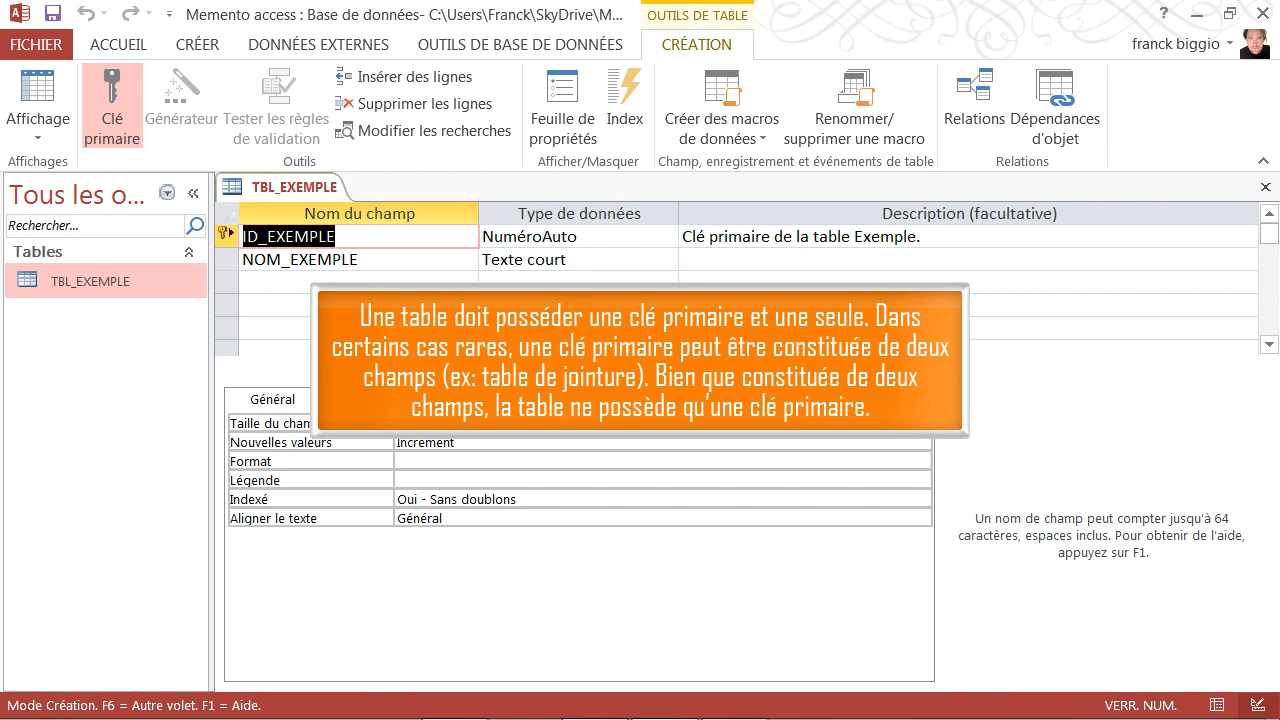 Memento access : Base de données- C:\Users\Franck\SkyDrive\M...
OUTILS DE TABLE
?
FICHIER
ACCUEIL
CRÉER
DONNÉES EXTERNES
OUTILS DE BASE DE DONNÉES
CRÉATION
franck biggio
Affichage
Clé
primaire
Générateur
Tester les règles
de validation
Insérer des lignes
Supprimer les lignes
Modifier les recherches
Feuille de
propriétés
Index
Créer des macros
de données
Renommer/
supprimer une macro
Relations
Dépendances
d'objet
Affichages
Outils
Afficher/Masquer
Champ, enregistrement et événements de table
Relations
Tous les o...
Rechercher...
Tables
TBL_EXEMPLE
TBL_EXEMPLE
Nom du champ
Type de données
Description (facultative)
ID_EXEMPLE
NuméroAuto
Clé primaire de la table Exemple.
NOM_EXEMPLE
Texte court
Une table doit posséder une clé primaire et une seule. Dans
certains cas rares, une clé primaire peut être constituée de deux
champs (ex: table de jointure). Bien que constituée de deux
champs, la table ne possède qu'une clé primaire.
Général
Taille du cham
Nouvelles valeurs
Incrément
Format
Légende
Indexé
Oui - Sans doublons
Aligner le texte
Général
Un nom de champ peut compter jusqu'à 64
caractères, espaces inclus. Pour obtenir de l'aide,
appuyez sur F1.
Mode Création. F6 = Autre volet. F1 = Aide.
VERR. NUM.